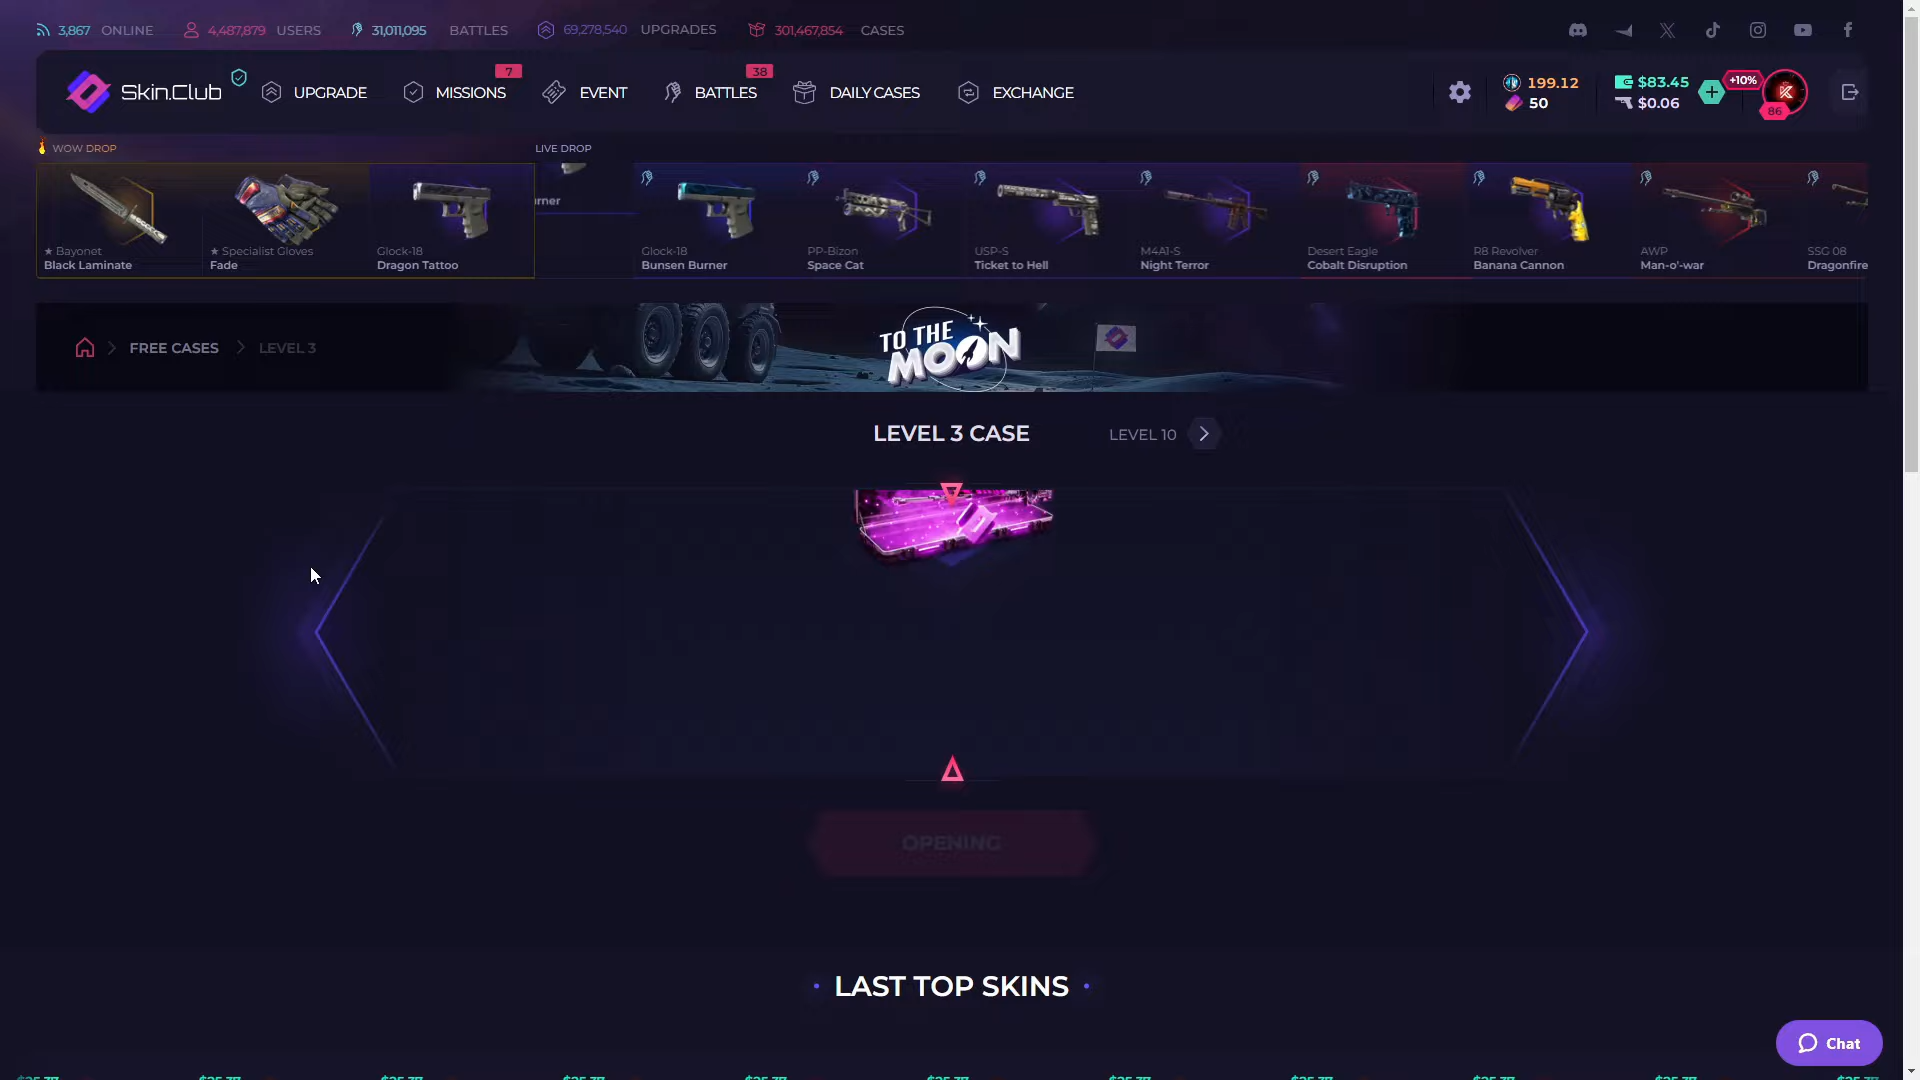 3,867 ONLINE 4,487,879 USERS 31,011,095 BATTLES 69,278,540 UPGRADES 301,467,854 CASES
Skin.Club UPGRADE MISSIONS 7 EVENT BATTLES 38 DAILY CASES EXCHANGE 199.12 50 $83.45 $0.06 +10% 86
WOW DROP LIVE DROP
★ Bayonet
Black Laminate
★ Specialist Gloves
Fade
Glock-18
Dragon Tattoo
Glock-18
Bunsen Burner
PP-Bizon
Space Cat
USP-S
Ticket to Hell
M4A1-S
Night Terror
Desert Eagle
Cobalt Disruption
R8 Revolver
Banana Cannon
AWP
Man-o'-war
SSG 08
Dragonfire
FREE CASES LEVEL 3
TO THE
MOON
LEVEL 3 CASE LEVEL 10
OPENING
LAST TOP SKINS
Chat